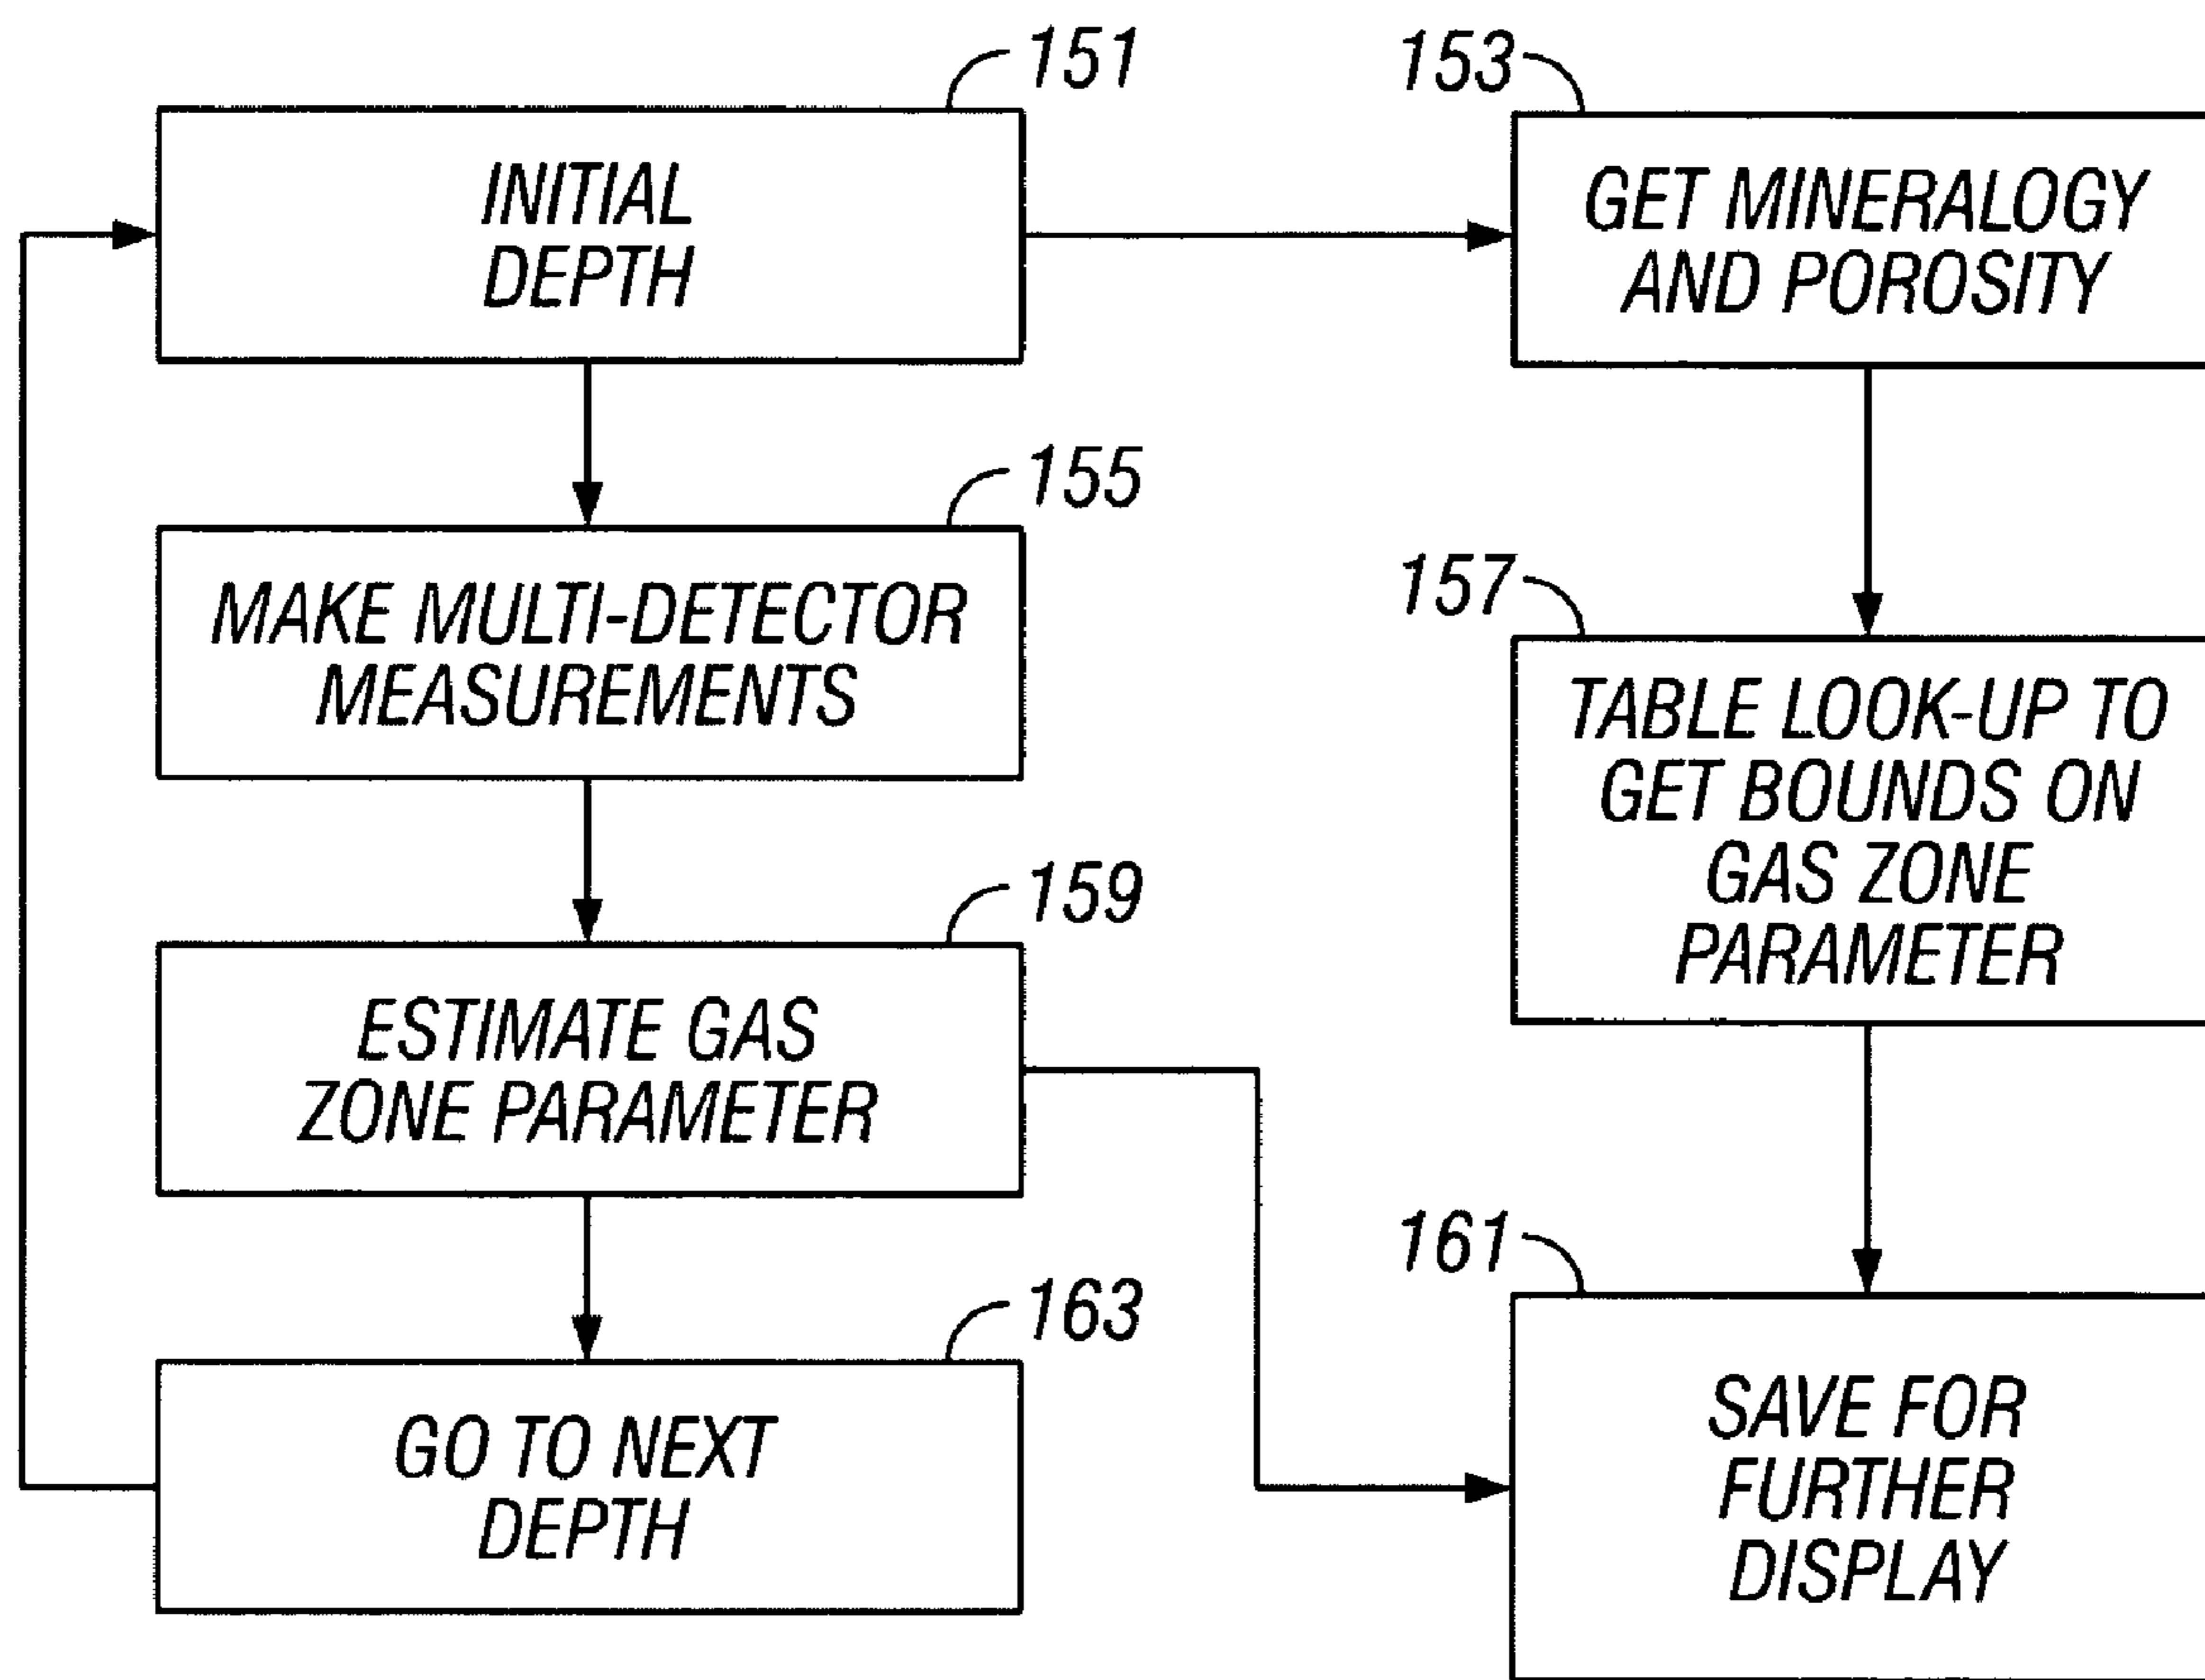 151
INITIAL
DEPTH
153
GET MINERALOGY
AND POROSITY
155
MAKE MULTI-DETECTOR
MEASUREMENTS
157
TABLE LOOK-UP TO
GET BOUNDS ON
GAS ZONE
PARAMETER
159
ESTIMATE GAS
ZONE PARAMETER
161
SAVE FOR
FURTHER
DISPLAY
163
GO TO NEXT
DEPTH